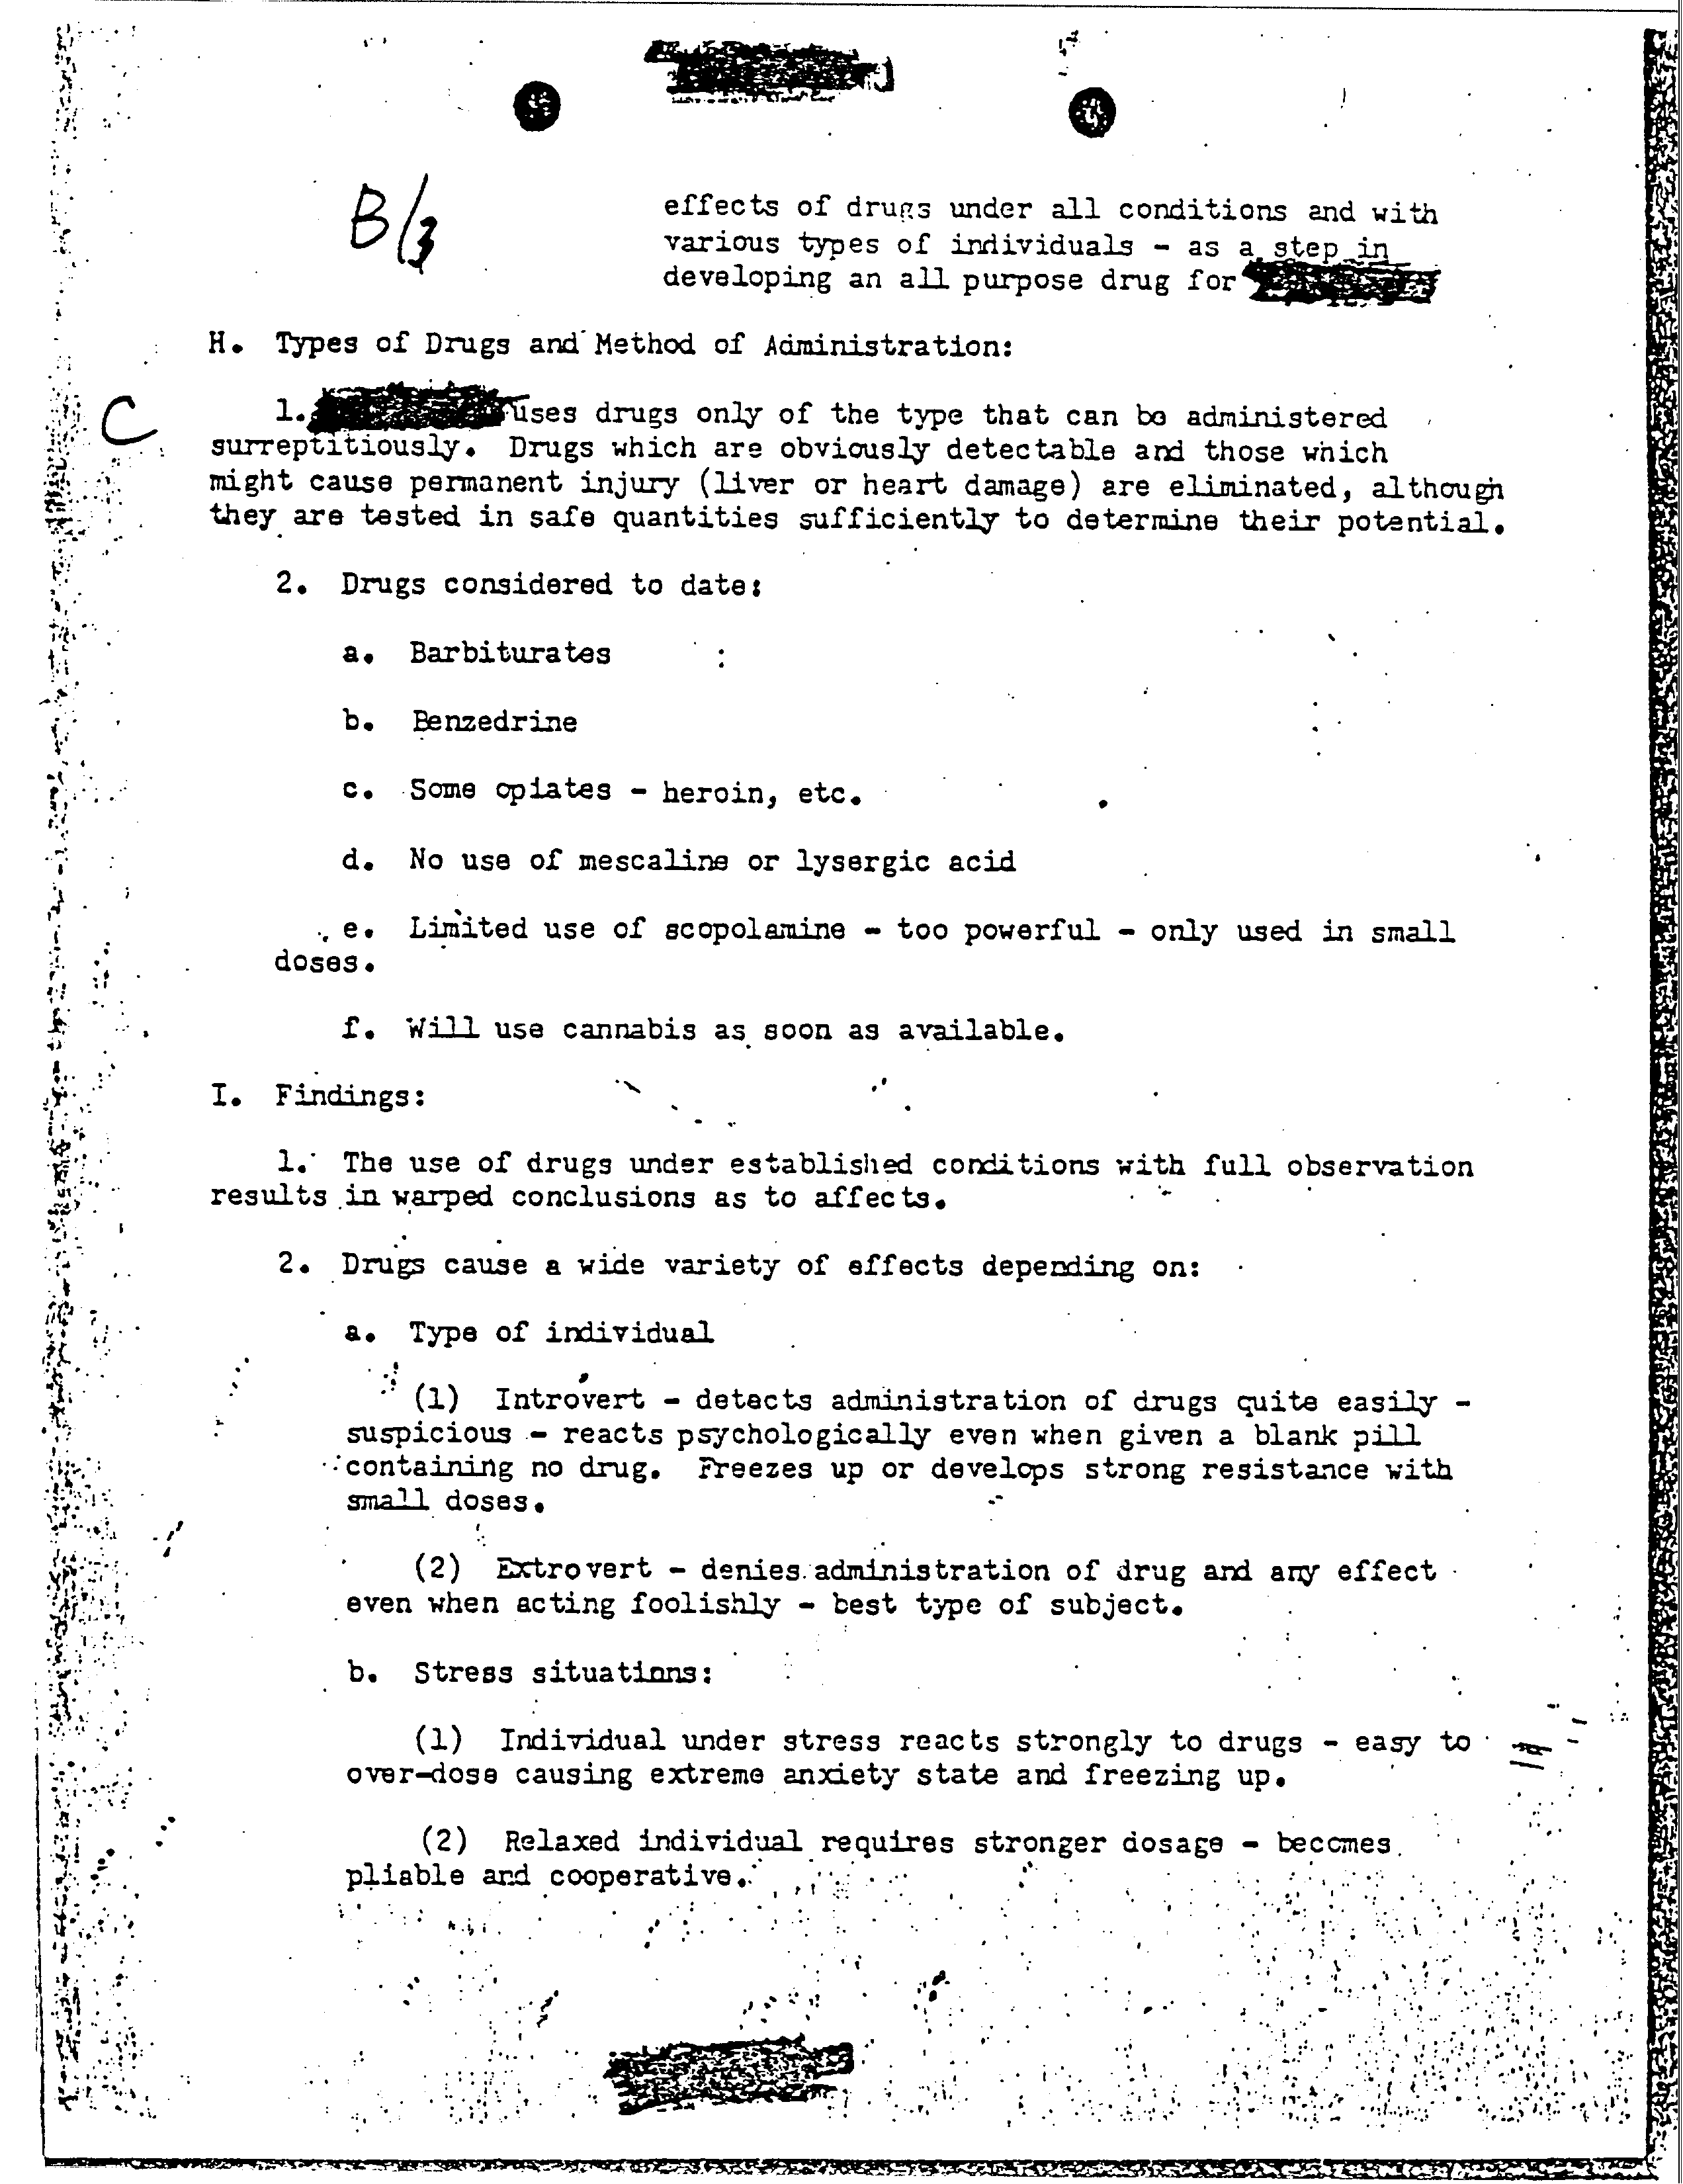 B/3
effects of drugs under all conditions and with
various types of individuals - as a step in
developing an all purpose drug for
H. Types of Drugs and Method of Administration:
C
1. uses drugs only of the type that can be administered
surreptitiously. Drugs which are obviously detectable and those which
might cause permanent injury (liver or heart damage) are eliminated, although
they are tested in safe quantities sufficiently to determine their potential.
2. Drugs considered to date:
a. Barbiturates
b. Benzedrine
c. Some opiates - heroin, etc.
d. No use of mescaline or lysergic acid
e. Limited use of scopolamine - too powerful - only used in small
doses.
f. Will use cannabis as soon as available.
I. Findings:
1. The use of drugs under established conditions with full observation
results in warped conclusions as to affects.
2. Drugs cause a wide variety of effects depending on:
a. Type of individual
(1) Introvert - detects administration of drugs quite easily -
suspicious - reacts psychologically even when given a blank pill
containing no drug. Freezes up or develops strong resistance with
small doses.
(2) Extrovert - denies administration of drug and any effect
even when acting foolishly - best type of subject.
b. Stress situations:
(1) Individual under stress reacts strongly to drugs - easy to
over-dose causing extreme anxiety state and freezing up.
(2) Relaxed individual requires stronger dosage - becomes
pliable and cooperative.